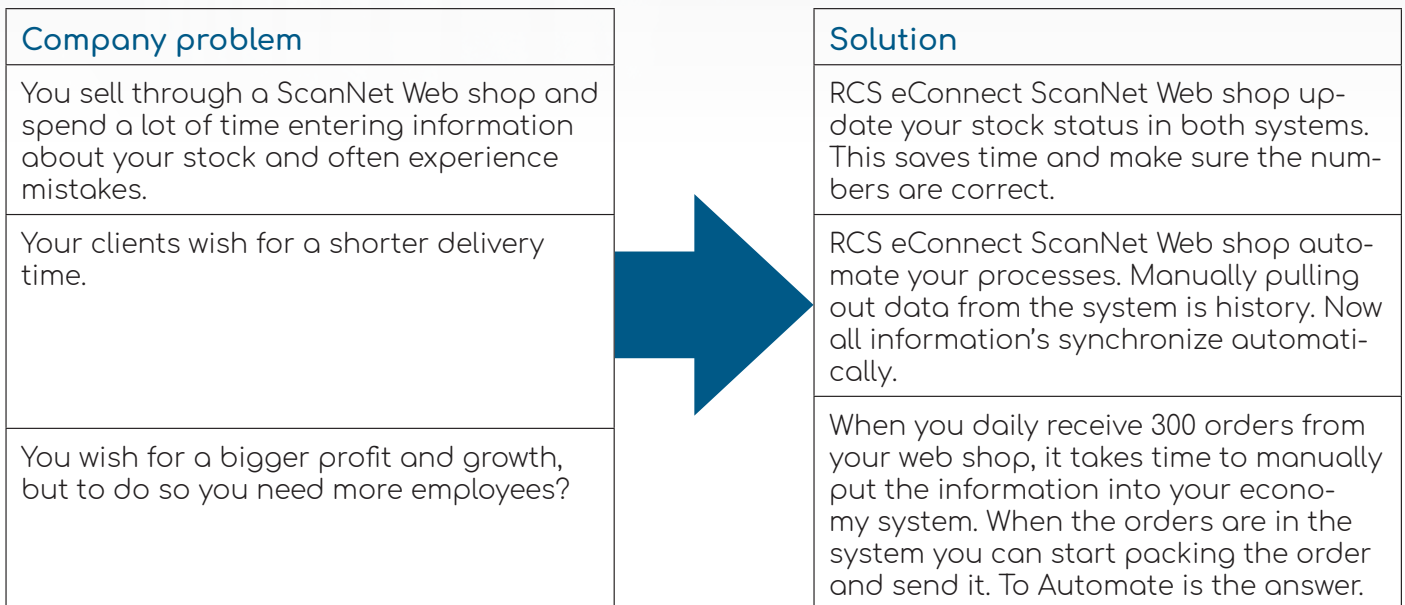 Company problem
You sell through a ScanNet Web shop and
spend a lot of time entering information
about your stock and often experience
mistakes.
Your clients wish for a shorter delivery
time.
You wish for a bigger profit and growth,
but to do so you need more employees?
Solution
RCS eConnect ScanNet Web shop up-
date your stock status in both systems.
This saves time and make sure the num-
bers are correct.
RCS eConnect ScanNet Web shop auto-
mate your processes. Manually pulling
out data from the system is history. Now
all information's synchronize automati-
cally.
When you daily receive 300 orders from
your web shop, it takes time to manually
put the information into your econo-
my system. When the orders are in the
system you can start packing the order
and send it. To Automate is the answer.